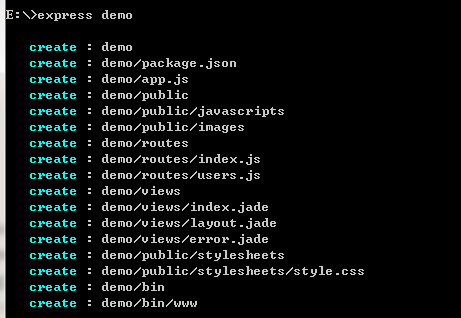 E:\>express demo
create : demo
create : demo/package.json
create : demo/app.js
create : demo/public
create : demo/public/javascripts
create : demo/public/images
create : demo/routes
create : demo/routes/index.js
create : demo/routes/users.js
create : demo/views
create : demo/views/index.jade
create : demo/views/layout.jade
create : demo/views/error.jade
create : demo/public/stylesheets
create : demo/public/stylesheets/style.css
create : demo/bin
create : demo/bin/www